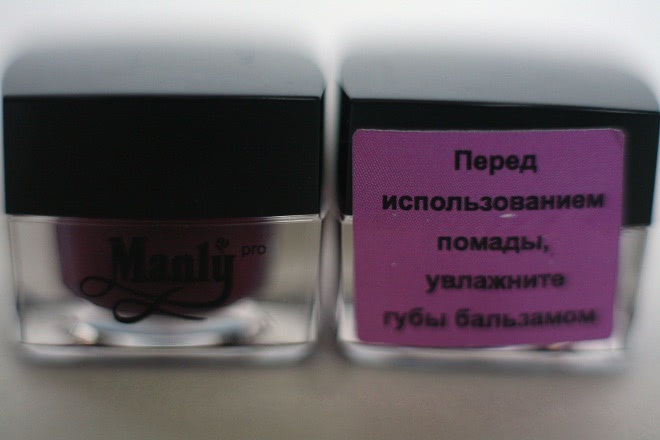 Manly
pro
Перед
использованием
помады,
увлажните
губы бальзамом